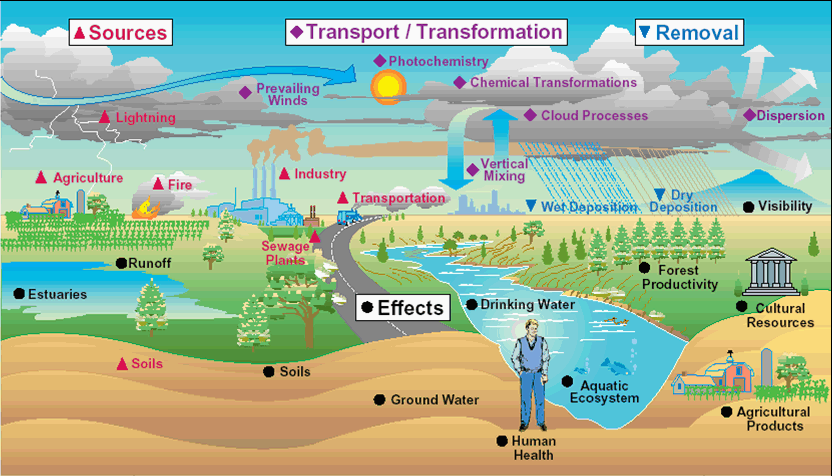 Sources
Transport / Transformation
Removal
Photochemistry
Chemical Transformations
Prevailing
Winds
Lightning
Cloud Processes
Dispersion
Vertical
Mixing
Agriculture
Fire
Industry
Transportation
Wet Deposition
Dry
Deposition
Visibility
Sewage
Plants
Runoff
Forest
Productivity
Estuaries
Effects
Drinking Water
Cultural
Resources
Soils
Soils
Ground Water
Aquatic
Ecosystem
Agricultural
Products
Human
Health